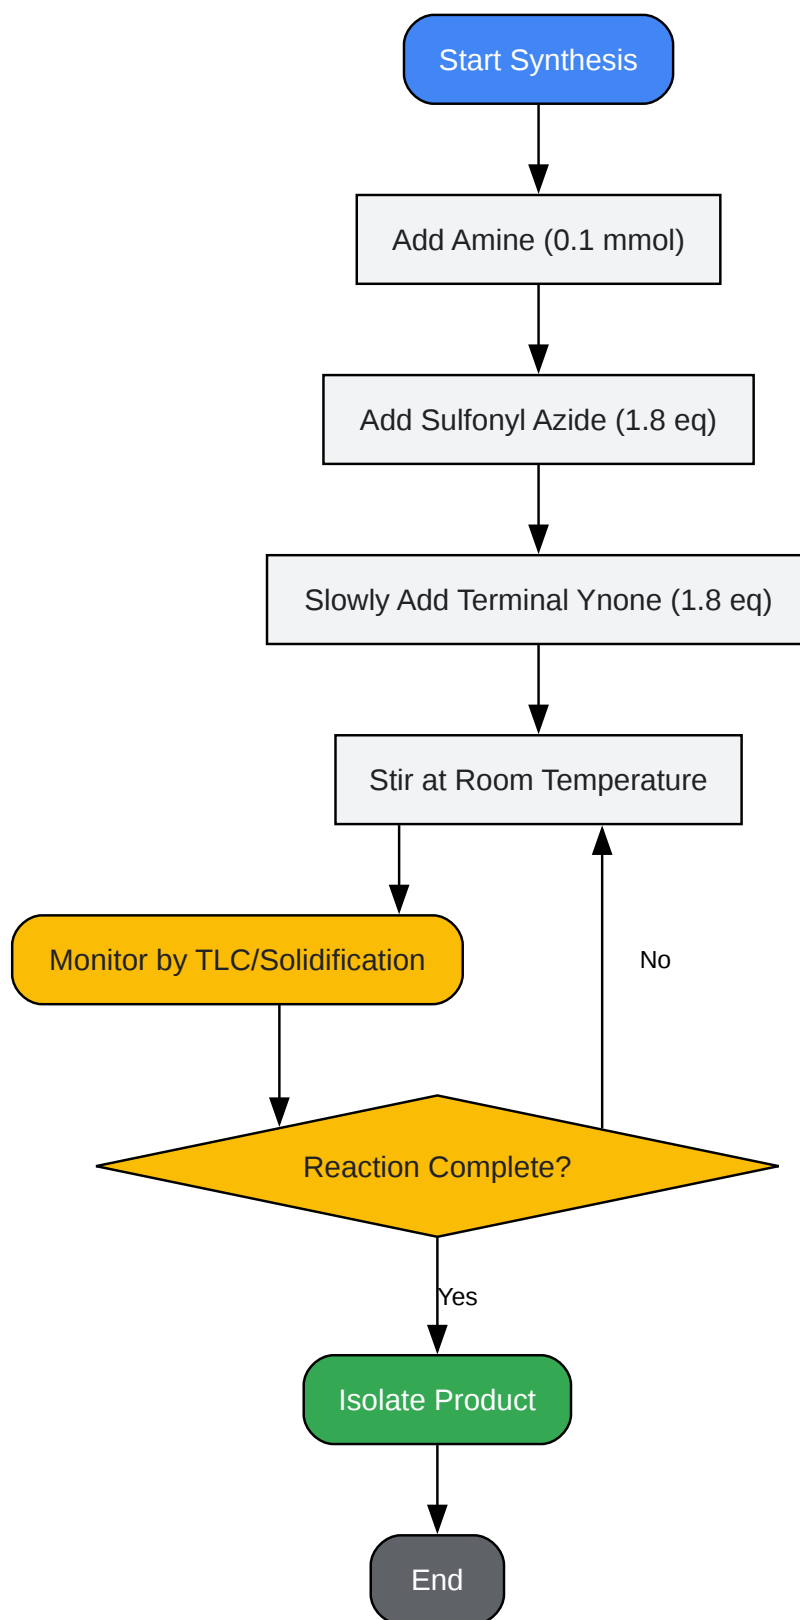 Start Synthesis
Add Amine (0.1 mmol)
Add Sulfonyl Azide (1.8 eq)
Slowly Add Terminal Ynone (1.8 eq)
Stir at Room Temperature
Monitor by TLC/Solidification
No
Reaction Complete?
Yes
Isolate Product
End